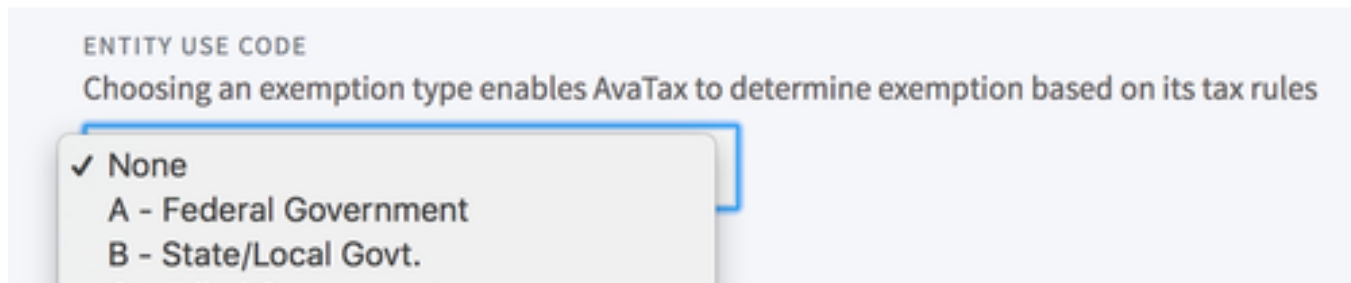 ENTITY USE CODE
Choosing an exemption type enables AvaTax to determine exemption based on its tax rules
✓ None
A - Federal Government
B - State/Local Govt.